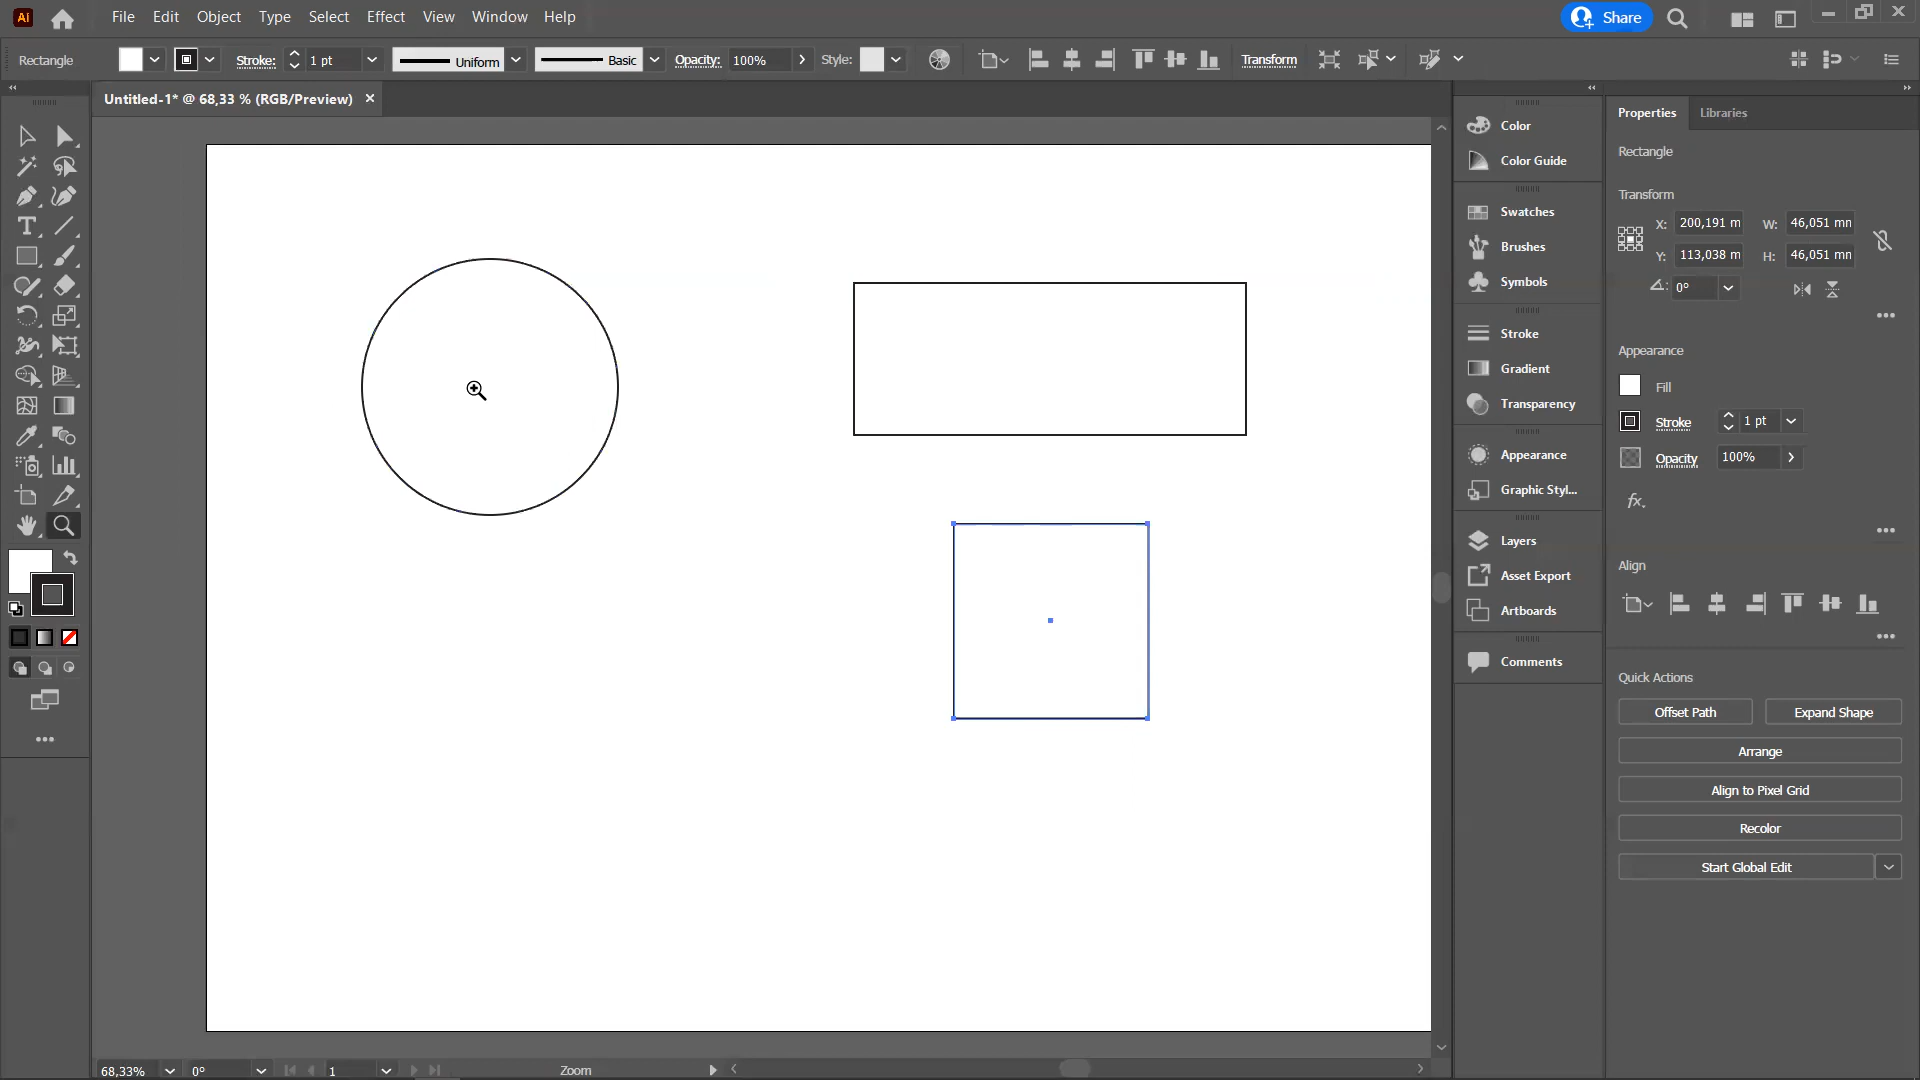 Ai File Edit Object Type Select Effect View Window Help Share
Rectangle Stroke: 1 pt Uniform Basic Opacity: 100% Style: Transform
Untitled-1* @ 68,33 % (RGB/Preview)
Color
Color Guide
Swatches
Brushes
Symbols
Stroke
Gradient
Transparency
Appearance
Graphic Styl...
Layers
Asset Export
Artboards
Comments
Properties Libraries
Rectangle
Transform
X: 200,191 m W: 46,051 mn
Y: 113,038 m H: 46,051 mn
0°
Appearance
Fill
Stroke 1 pt
Opacity 100%
fx
Align
Quick Actions
Offset Path Expand Shape
Arrange
Align to Pixel Grid
Recolor
Start Global Edit
68,33% 0° 1 Zoom